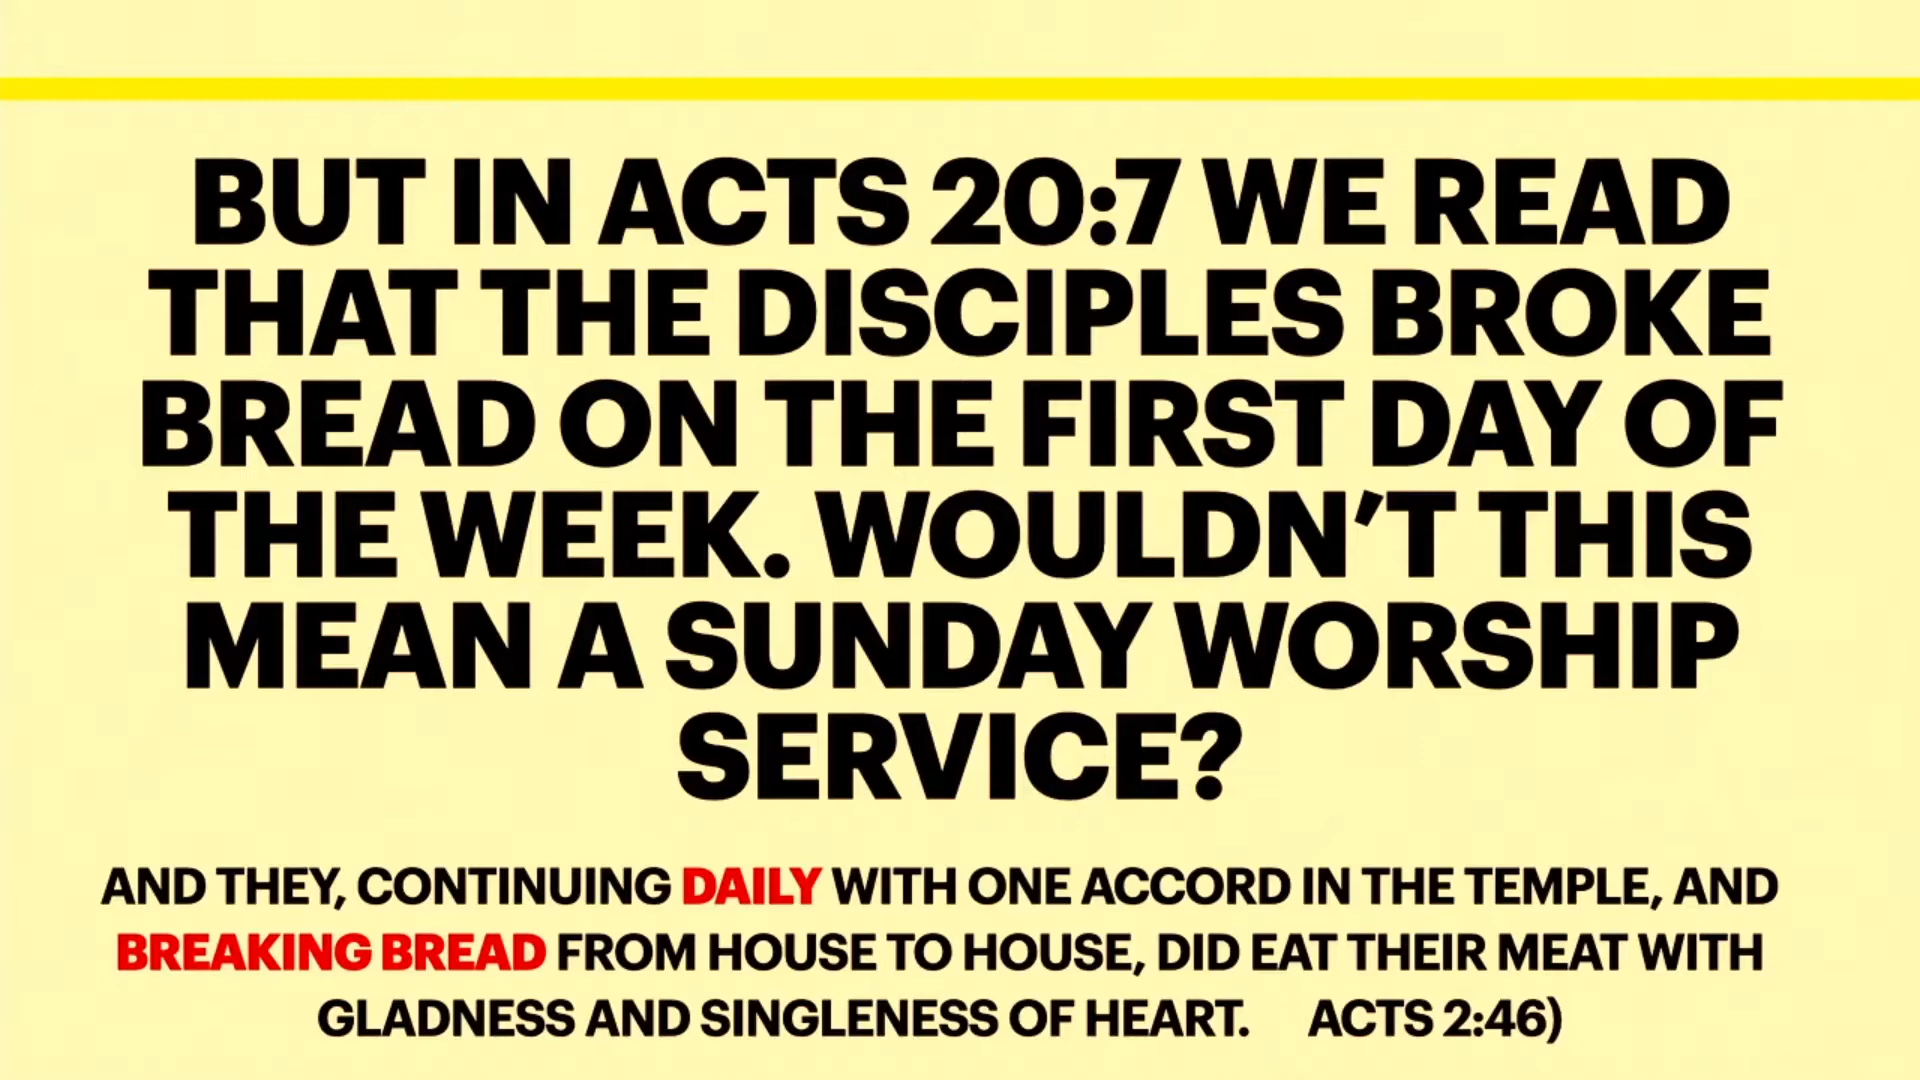 BUT IN ACTS 20:7 WE READ
THAT THE DISCIPLES BROKE
BREAD ON THE FIRST DAY OF
THE WEEK. WOULDN'T THIS
MEAN A SUNDAY WORSHIP
SERVICE?
AND THEY, CONTINUING DAILY WITH ONE ACCORD IN THE TEMPLE, AND
BREAKING BREAD FROM HOUSE TO HOUSE, DID EAT THEIR MEAT WITH
GLADNESS AND SINGLENESS OF HEART. ACTS 2:46)